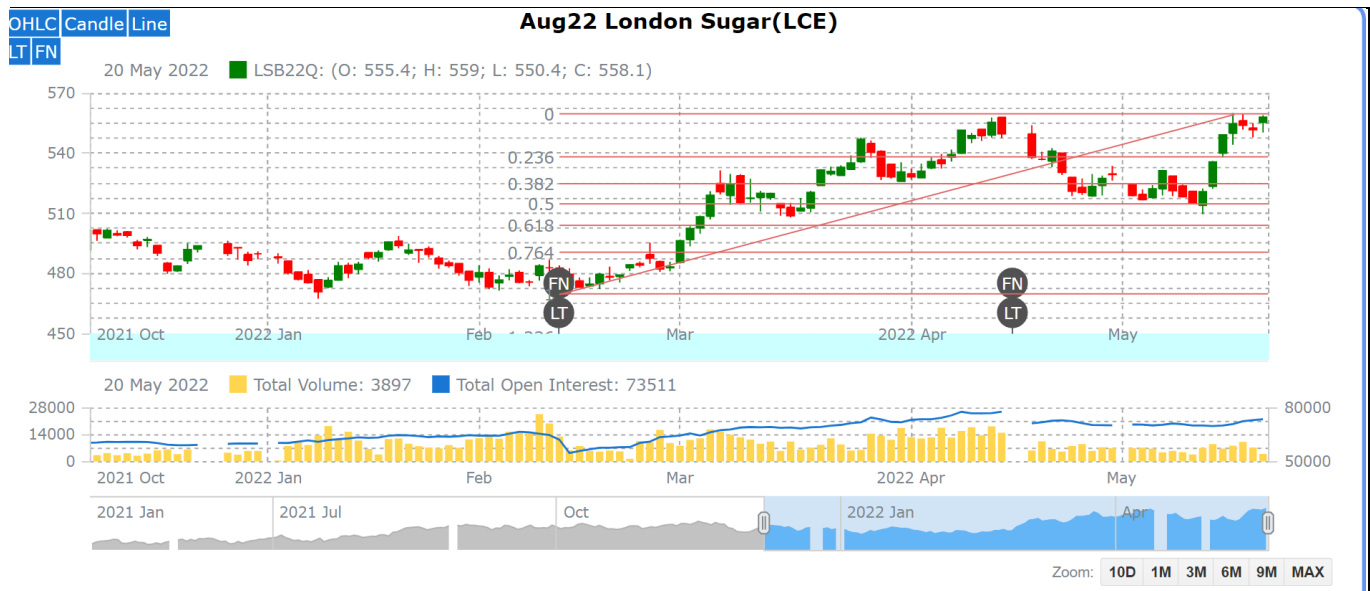 Aug22 London Sugar(LCE)
OHLC Candle Line
LT FN
20 May 2022 LSB22Q: (O: 555.4; H: 559; L: 550.4; C: 558.1)
570
540
510
480
450
0
0.236
0.382
0.5
0.618
0.764
FN FN
LT LT
2021 Oct 2022 Jan Feb Mar 2022 Apr May
20 May 2022 Total Volume: 3897 Total Open Interest: 73511
28000 80000
14000
0 50000
2021 Oct 2022 Jan Feb Mar 2022 Apr May
2021 Jan 2021 Jul Oct 2022 Jan Apr
Zoom: 10D 1M 3M 6M 9M MAX